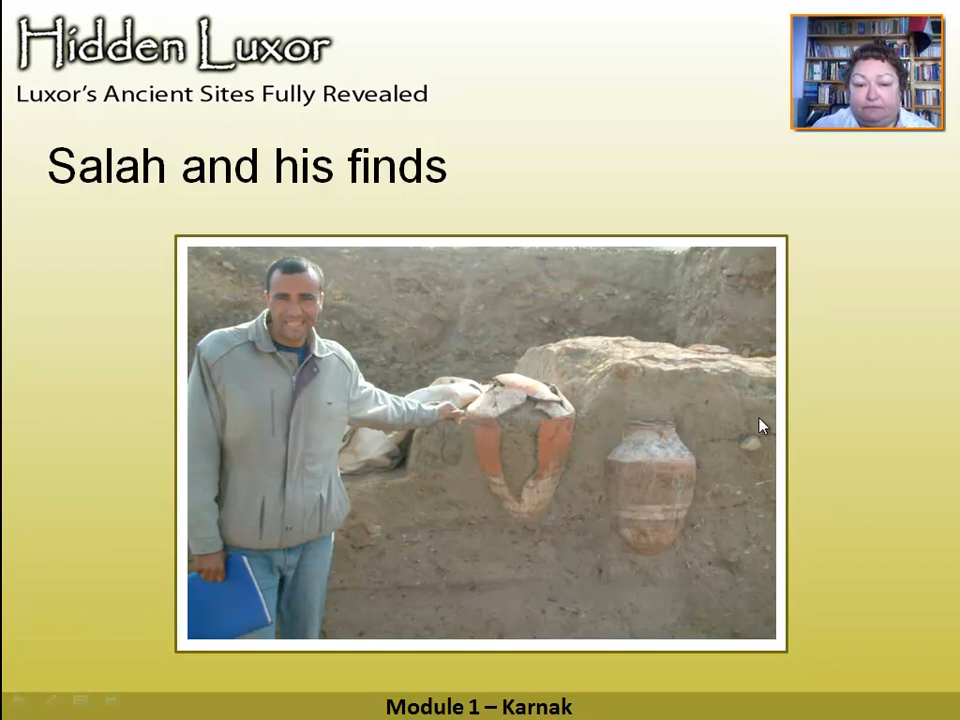 Hidden Luxor
Luxor's Ancient Sites Fully Revealed
Salah and his finds
Module 1 – Karnak